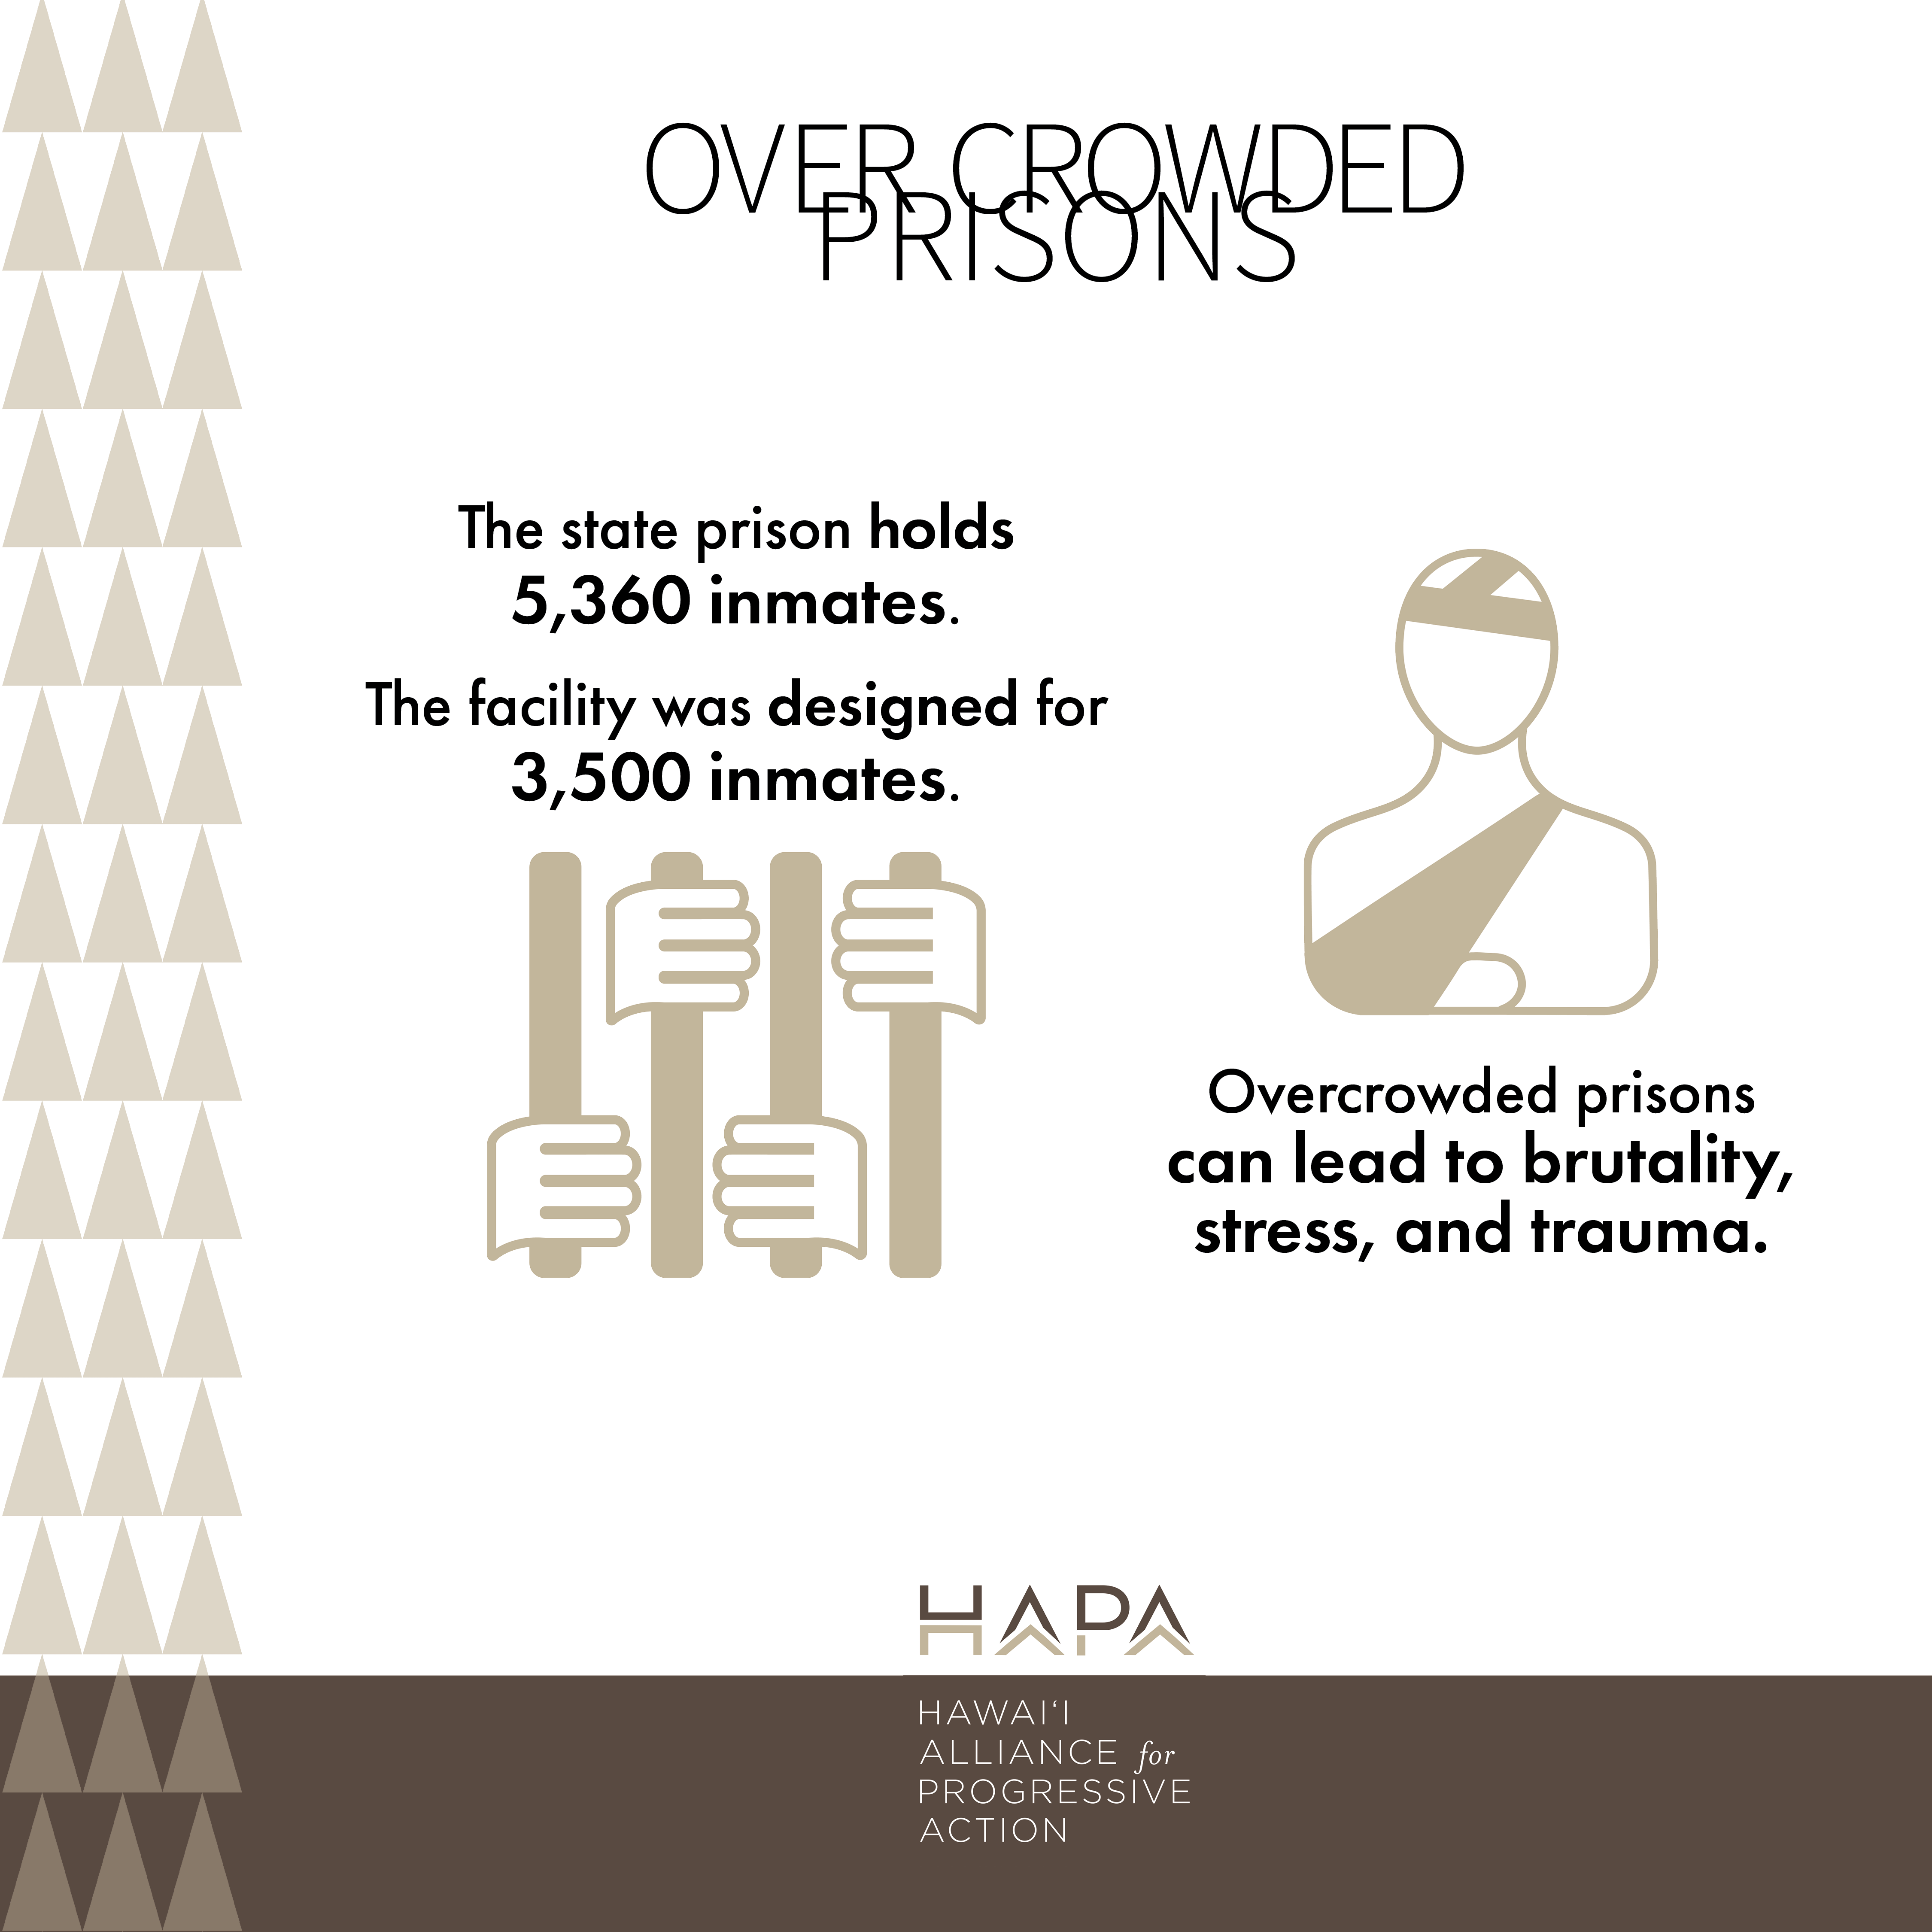 OVER CROWDED
PRISONS
The state prison holds
5,360 inmates.
The facility was designed for
3,500 inmates.
Overcrowded prisons
can lead to brutality,
stress, and trauma.
HAPA
HAWAIʻI
ALLIANCE for
PROGRESSIVE
ACTION